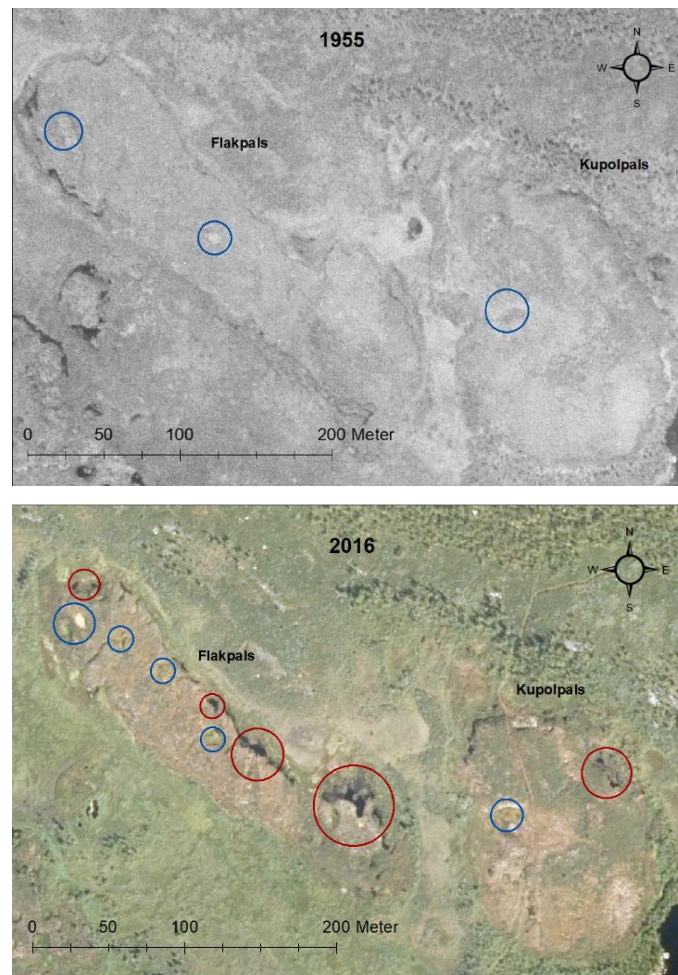 1955
N
W E
S
Flakpals
Kupolpals
0 50 100 200 Meter
2016
N
W E
S
Flakpals
Kupolpals
0 50 100 200 Meter